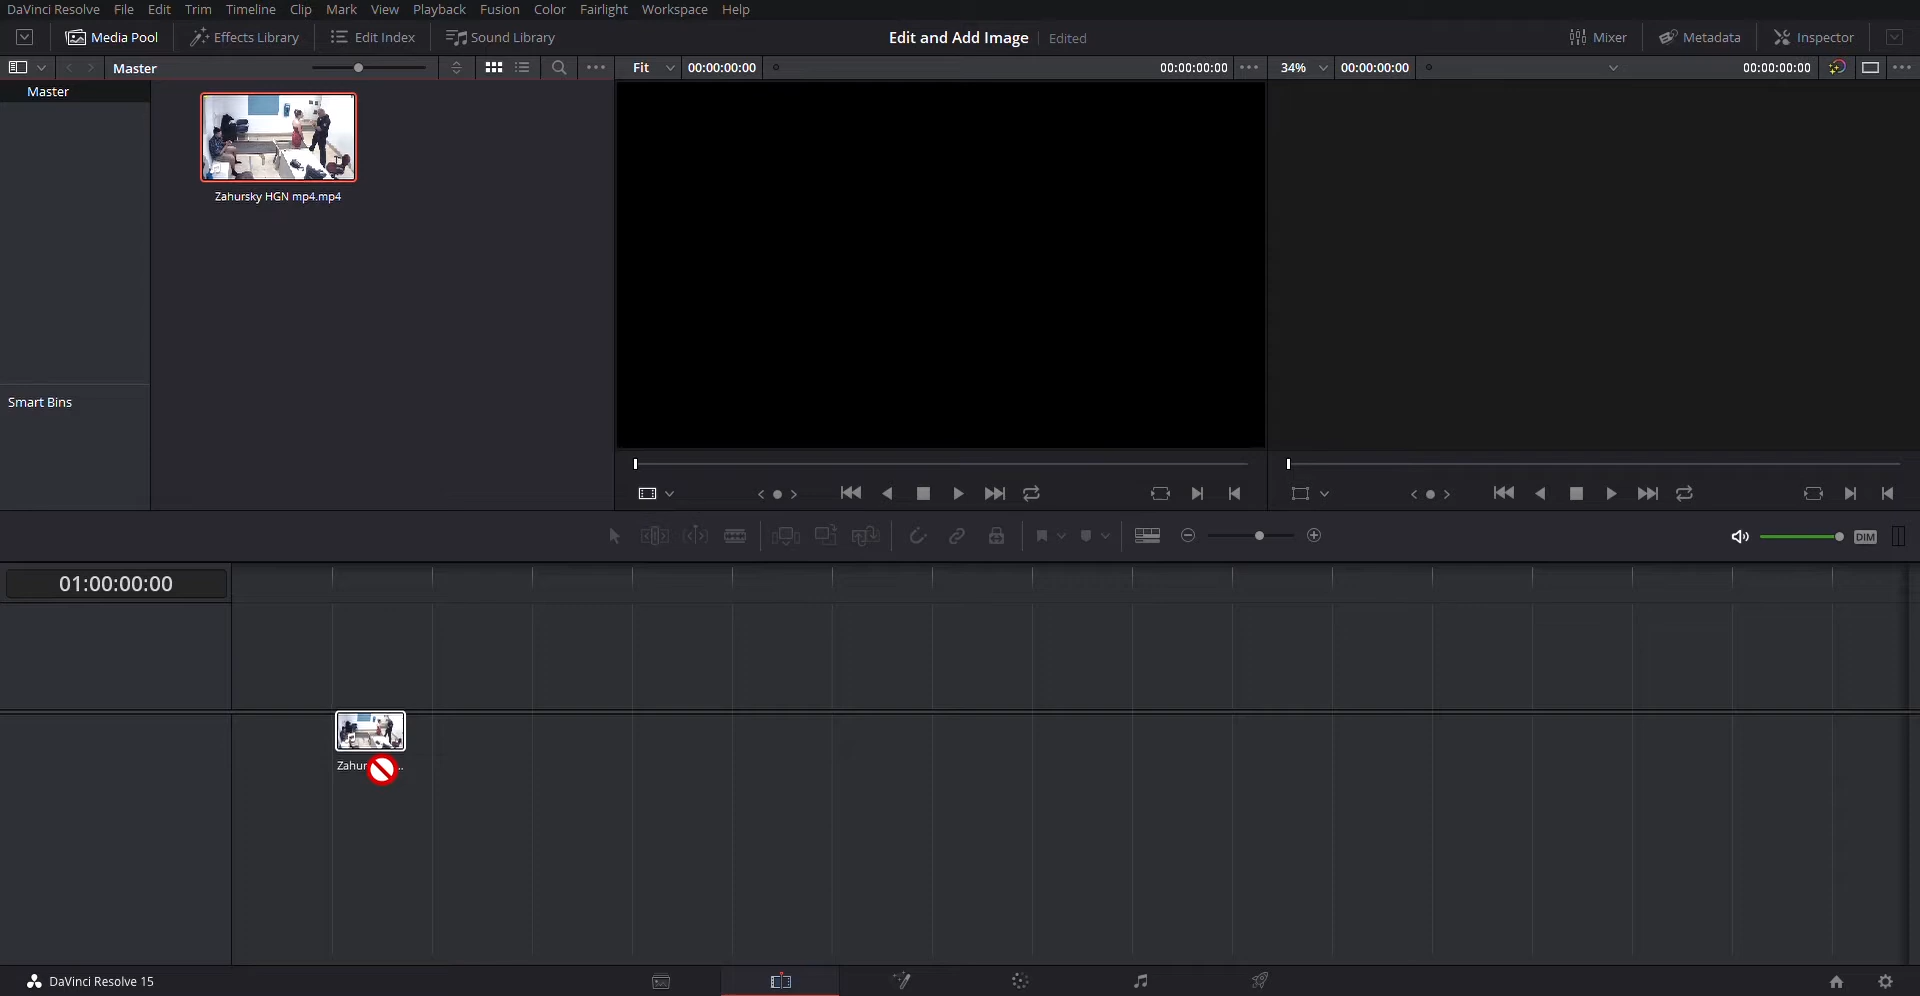 DaVinci Resolve File Edit Trim Timeline Clip Mark View Playback Fusion Color Fairlight Workspace Help
Media Pool Effects Library Edit Index Sound Library Edit and Add Image Edited Mixer Metadata Inspector
Master Fit 00:00:00:00 00:00:00:00 34% 00:00:00:00 00:00:00:00
Master
Zahursky HGN mp4.mp4
Smart Bins
DIM
01:00:00:00
DaVinci Resolve 15